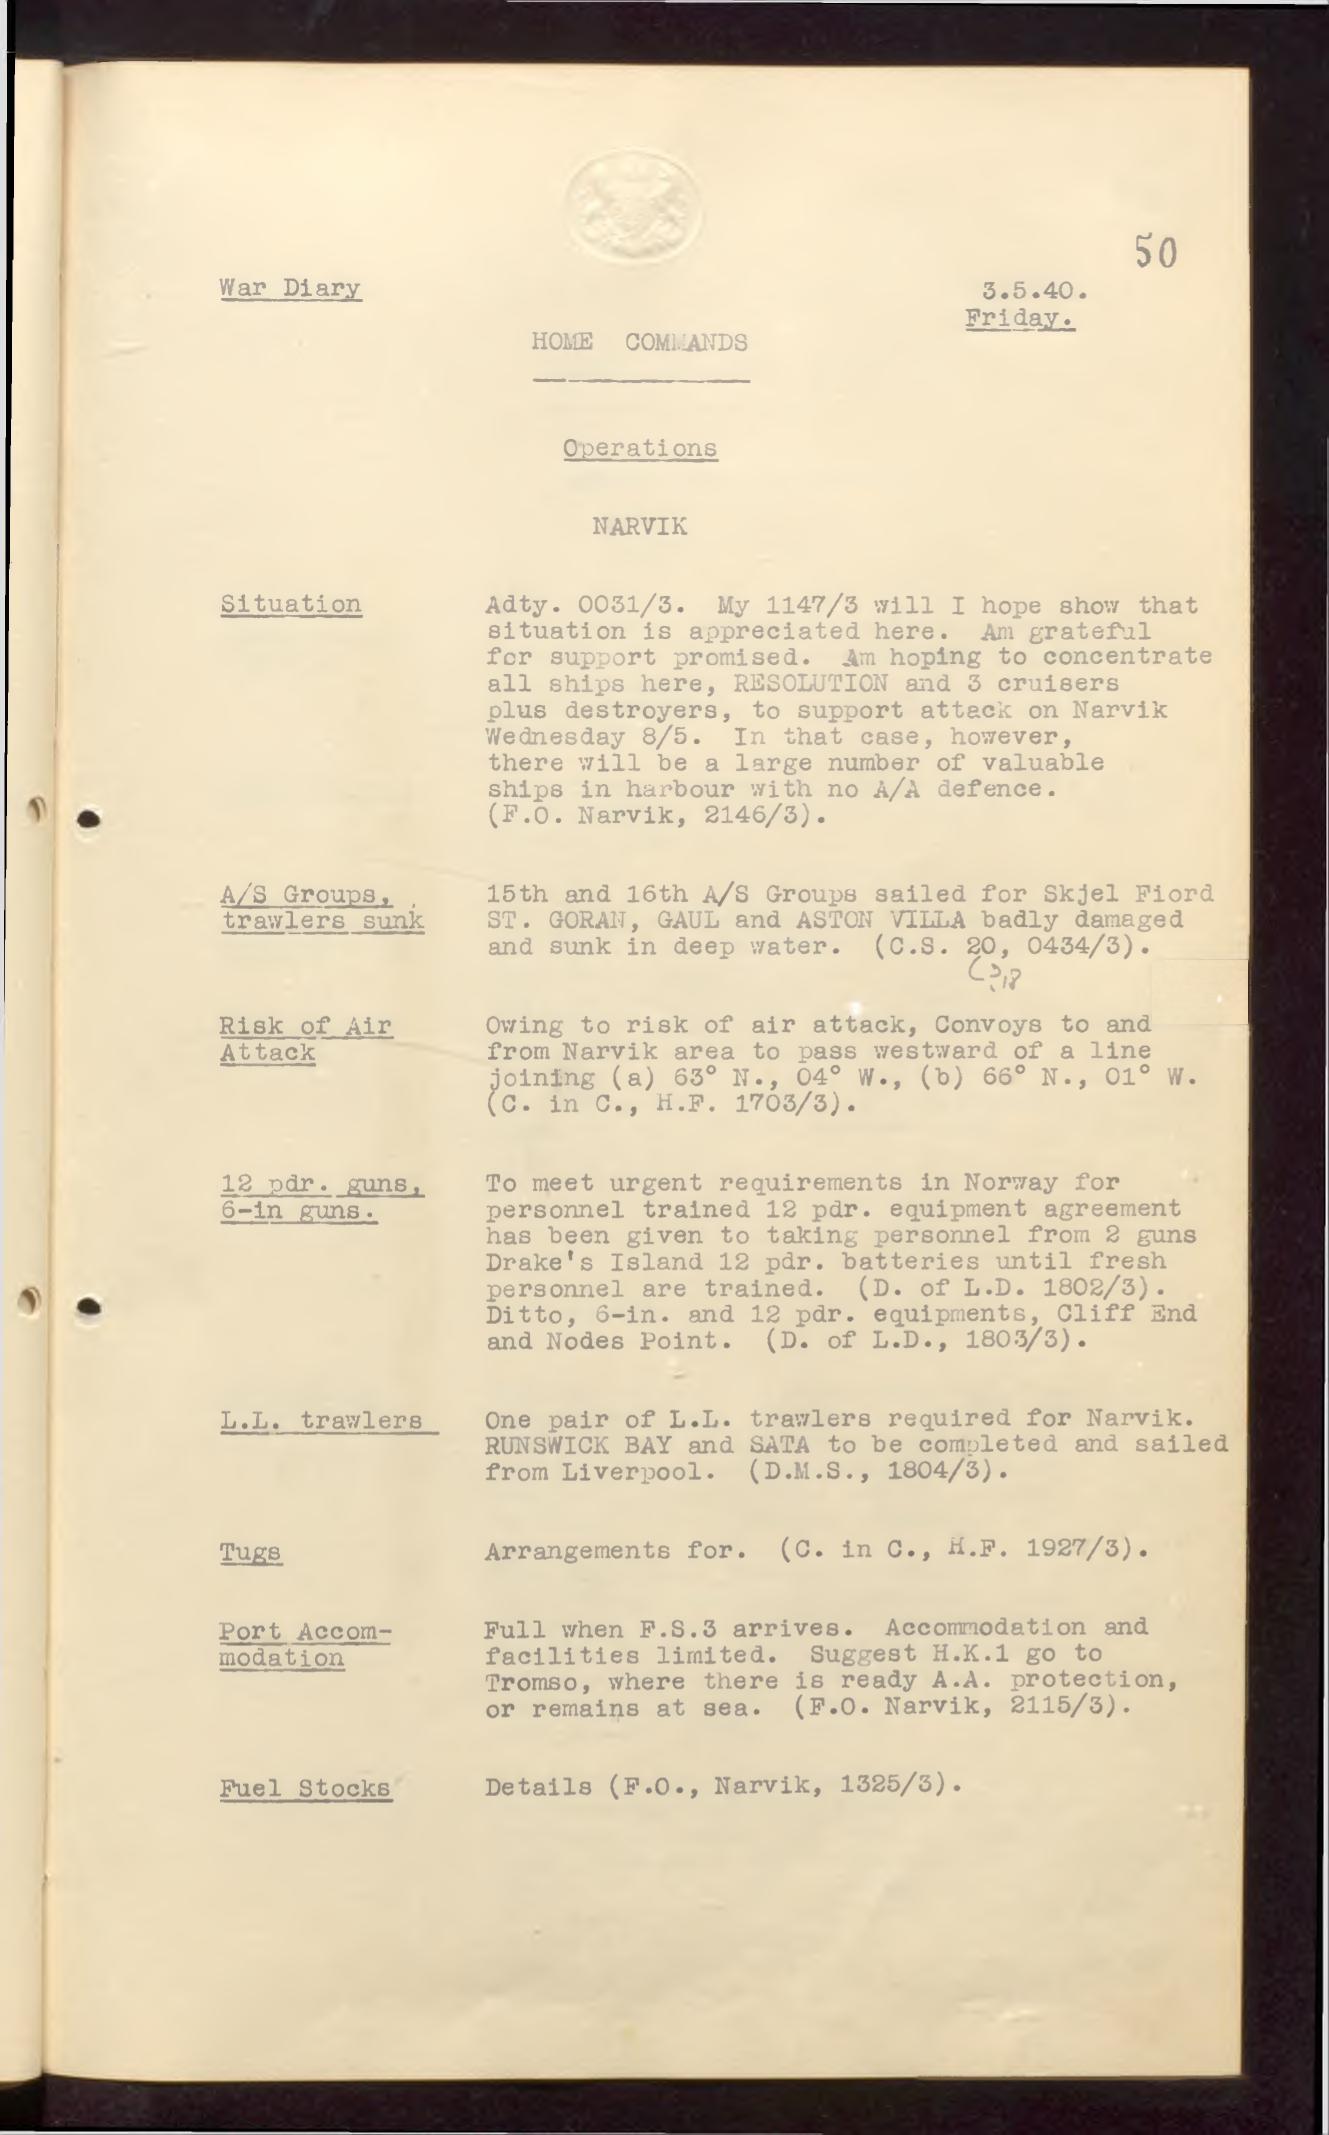 50
War Diary
3.5.40.
Friday.
HOME COMMANDS
Operations
NARVIK
Situation
Adty. 0031/3. My 1147/3 will I hope show that
situation is appreciated here. Am grateful
for support promised. Am hoping to concentrate
all ships here, RESOLUTION and 3 cruisers
plus destroyers, to support attack on Narvik
Wednesday 8/5. In that case, however,
there will be a large number of valuable
ships in harbour with no A/A defence.
(F.O. Narvik, 2146/3).
A/S Groups,
trawlers sunk
15th and 16th A/S Groups sailed for Skjel Fiord
ST. GORAN, GAUL and ASTON VILLA badly damaged
and sunk in deep water. (C.S. 20, 0434/3).
Risk of Air
Attack
Owing to risk of air attack, Convoys to and
from Narvik area to pass westward of a line
joining (a) 63° N., 04° W., (b) 66° N., 01° W.
(C. in C., H.F. 1703/3).
12 pdr. guns,
6-in guns.
To meet urgent requirements in Norway for
personnel trained 12 pdr. equipment agreement
has been given to taking personnel from 2 guns
Drake's Island 12 pdr. batteries until fresh
personnel are trained. (D. of L.D. 1802/3).
Ditto, 6-in. and 12 pdr. equipments, Cliff End
and Nodes Point. (D. of L.D., 1803/3).
L.L. trawlers
One pair of L.L. trawlers required for Narvik.
RUNSWICK BAY and SATA to be completed and sailed
from Liverpool. (D.M.S., 1804/3).
Tugs
Arrangements for. (C. in C., H.F. 1927/3).
Port Accom-
modation
Full when F.S.3 arrives. Accommodation and
facilities limited. Suggest H.K.1 go to
Tromso, where there is ready A.A. protection,
or remains at sea. (F.O. Narvik, 2115/3).
Fuel Stocks
Details (F.O., Narvik, 1325/3).